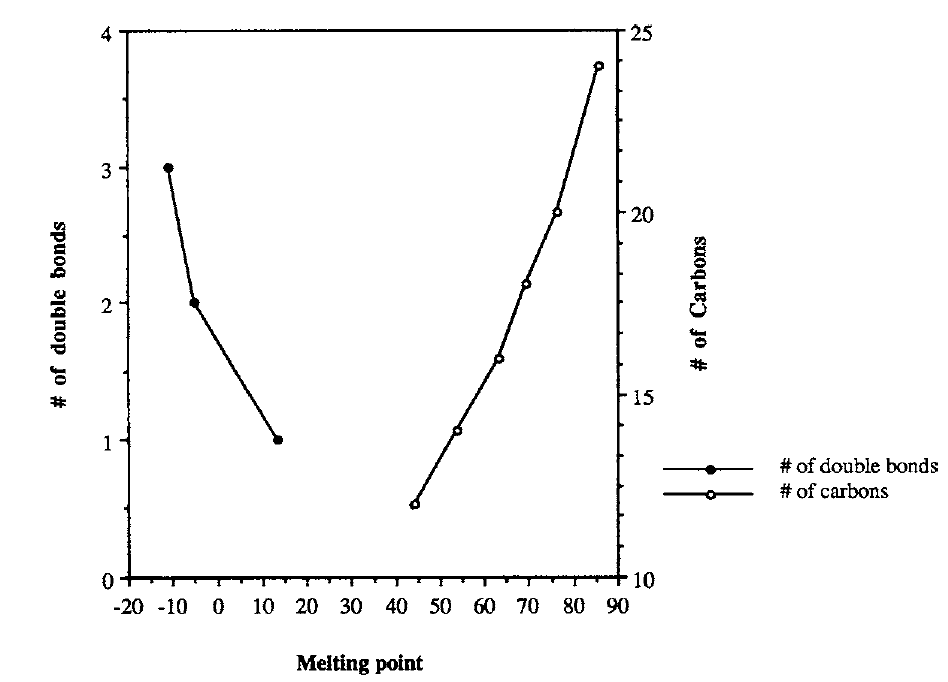 4
3
2
1
0
# of double bonds
25
20
15
10
# of Carbons
# of double bonds
# of carbons
-20 -10 0 10 20 30 40 50 60 70 80 90
Melting point